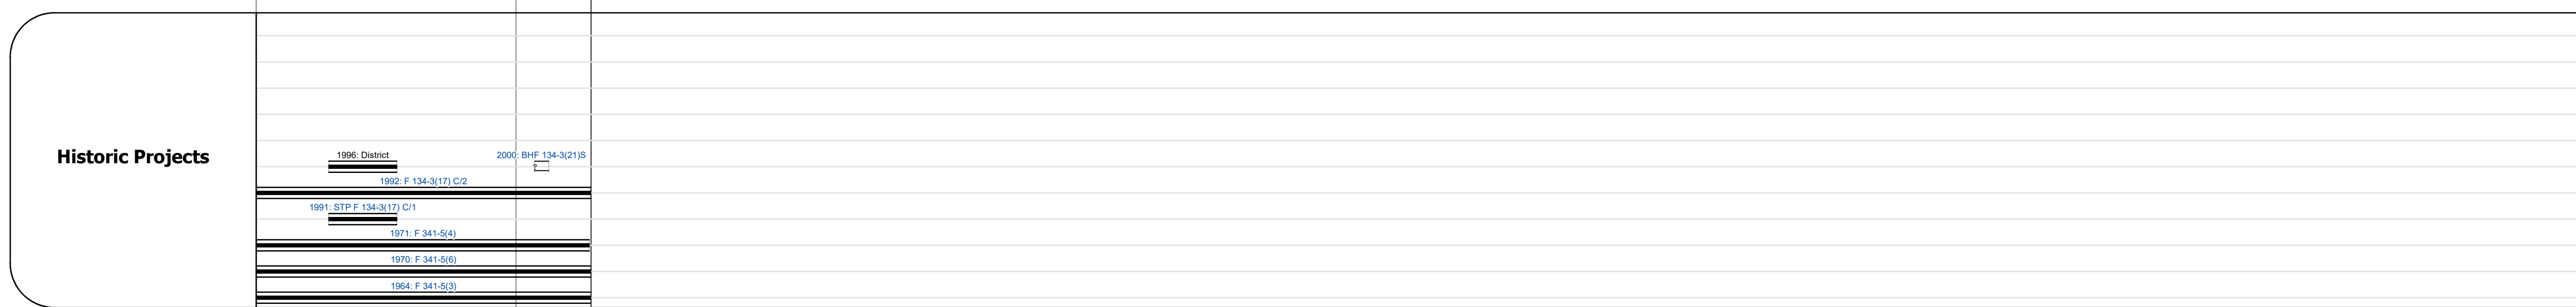 Historic Projects
1996: District
2000: BHF 134-3(21)S
1992: F 134-3(17) C/2
1991: STP F 134-3(17) C/1
1971: F 341-5(4)
1970: F 341-5(6)
1964: F 341-5(3)